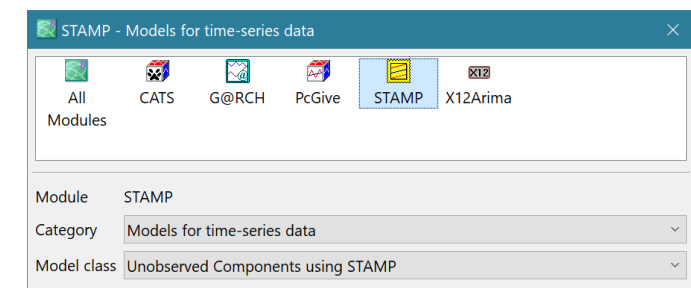 STAMP - Models for time-series data
All Modules
CATS
G@RCH
PcGive
STAMP
X12
X12Arima
Module STAMP
Category Models for time-series data
Model class Unobserved Components using STAMP